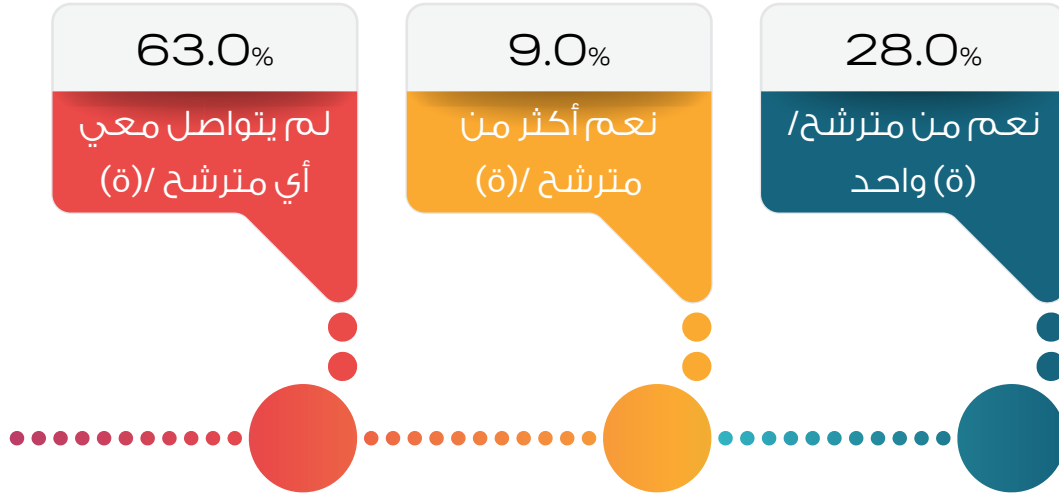 28.0%
نعم من مترشح/
(ة) واحد
9.0%
نعم أكثر من
مترشح /(ة)
63.0%
لم يتواصل معي
أي مترشح /(ة)